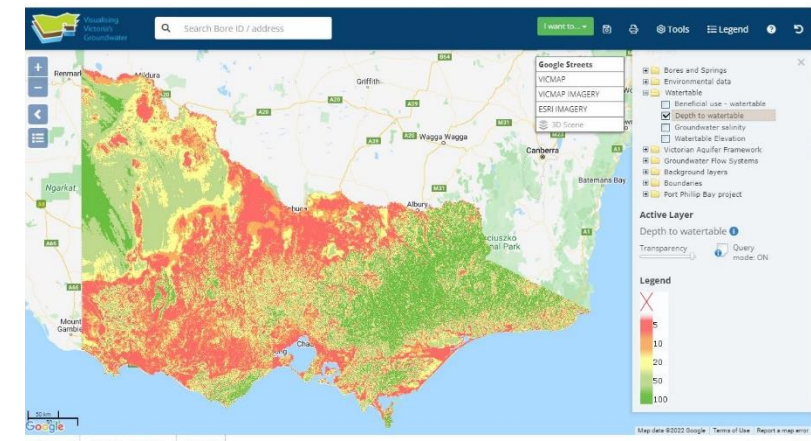 Visualising
Victoria's
Groundwater
Search Bore ID / address
I want to...
Tools
Legend
Google Streets
VICMAP
VICMAP IMAGERY
ESRI IMAGERY
3D Scene
Bores and Springs
Environmental data
Watertable
Beneficial use - watertable
Depth to watertable
Groundwater salinity
Watertable Elevation
Victorian Aquifer Framework
Groundwater Flow Systems
Background layers
Boundaries
Port Phillip Bay project
Active Layer
Depth to watertable
Transparency
Query
mode: ON
Legend
5
10
20
50
100
Renmark
Mildura
Griffith
Wagga Wagga
Canberra
Batemans Bay
Ngarkat
Albury
nal Park
Mount
Gambier
Google
Map data ©2022 Google
Terms of Use
Report a map error